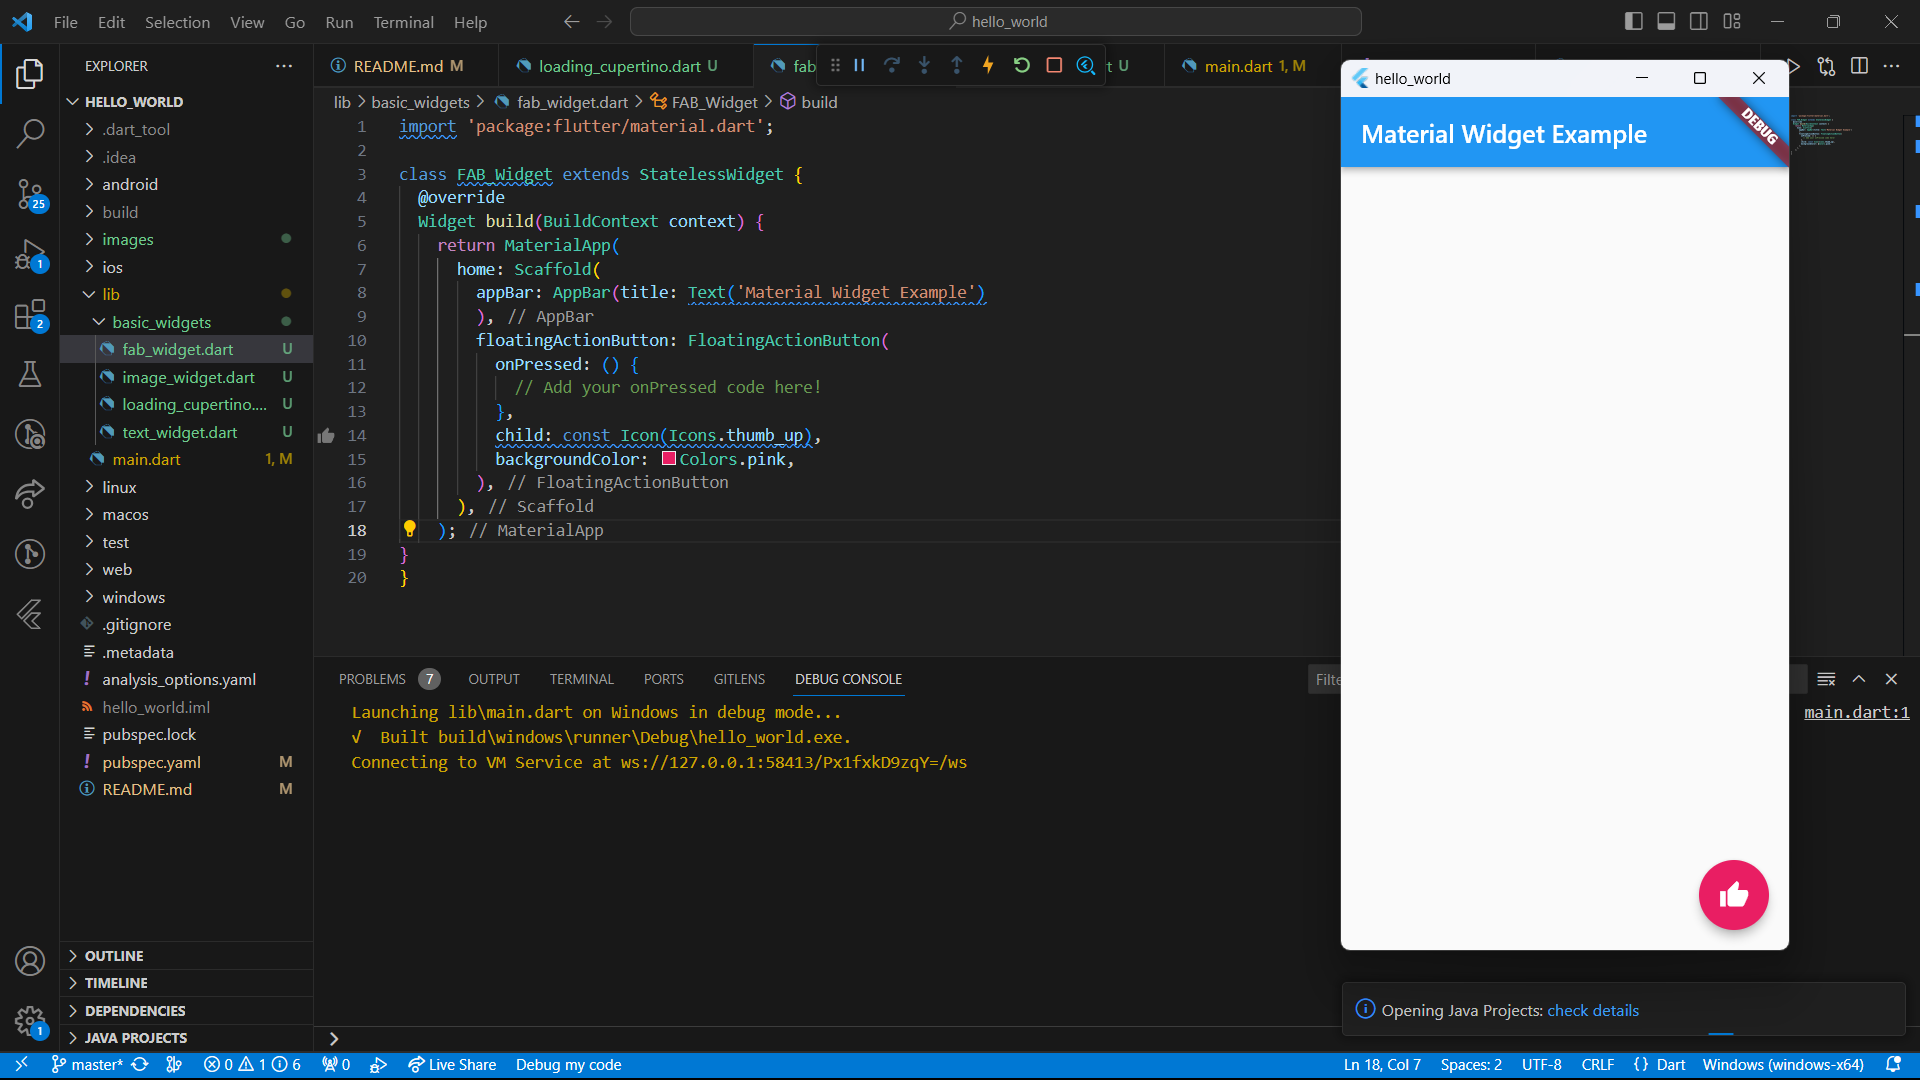 File Edit Selection View Go Run Terminal Help
hello_world
EXPLORER
HELLO_WORLD
.dart_tool
.idea
android
build
images
ios
lib
basic_widgets
fab_widget.dart U
image_widget.dart U
loading_cupertino.... U
text_widget.dart U
main.dart 1, M
linux
macos
test
web
windows
.gitignore
.metadata
analysis_options.yaml
hello_world.iml
pubspec.lock
pubspec.yaml M
README.md M
OUTLINE
TIMELINE
DEPENDENCIES
JAVA PROJECTS
25
1
2
1
README.md M
loading_cupertino.dart U
fab
t U
main.dart 1, M
lib > basic_widgets > fab_widget.dart > FAB_Widget > build
1 import 'package:flutter/material.dart';
2
3 class FAB_Widget extends StatelessWidget {
4 @override
5 Widget build(BuildContext context) {
6 return MaterialApp(
7 home: Scaffold(
8 appBar: AppBar(title: Text('Material Widget Example')
9 ), // AppBar
10 floatingActionButton: FloatingActionButton(
11 onPressed: () {
12 // Add your onPressed code here!
13 },
14 child: const Icon(Icons.thumb_up),
15 backgroundColor: Colors.pink,
16 ), // FloatingActionButton
17 ), // Scaffold
18 ); // MaterialApp
19 }
20 }
hello_world
Material Widget Example
DEBUG
PROBLEMS 7 OUTPUT TERMINAL PORTS GITLENS DEBUG CONSOLE
Filte
Launching lib\main.dart on Windows in debug mode...
main.dart:1
√ Built build\windows\runner\Debug\hello_world.exe.
Connecting to VM Service at ws://127.0.0.1:58413/Px1fxkD9zqY=/ws
Opening Java Projects: check details
master* 0 1 6 0 Live Share Debug my code
Ln 18, Col 7 Spaces: 2 UTF-8 CRLF {} Dart Windows (windows-x64)